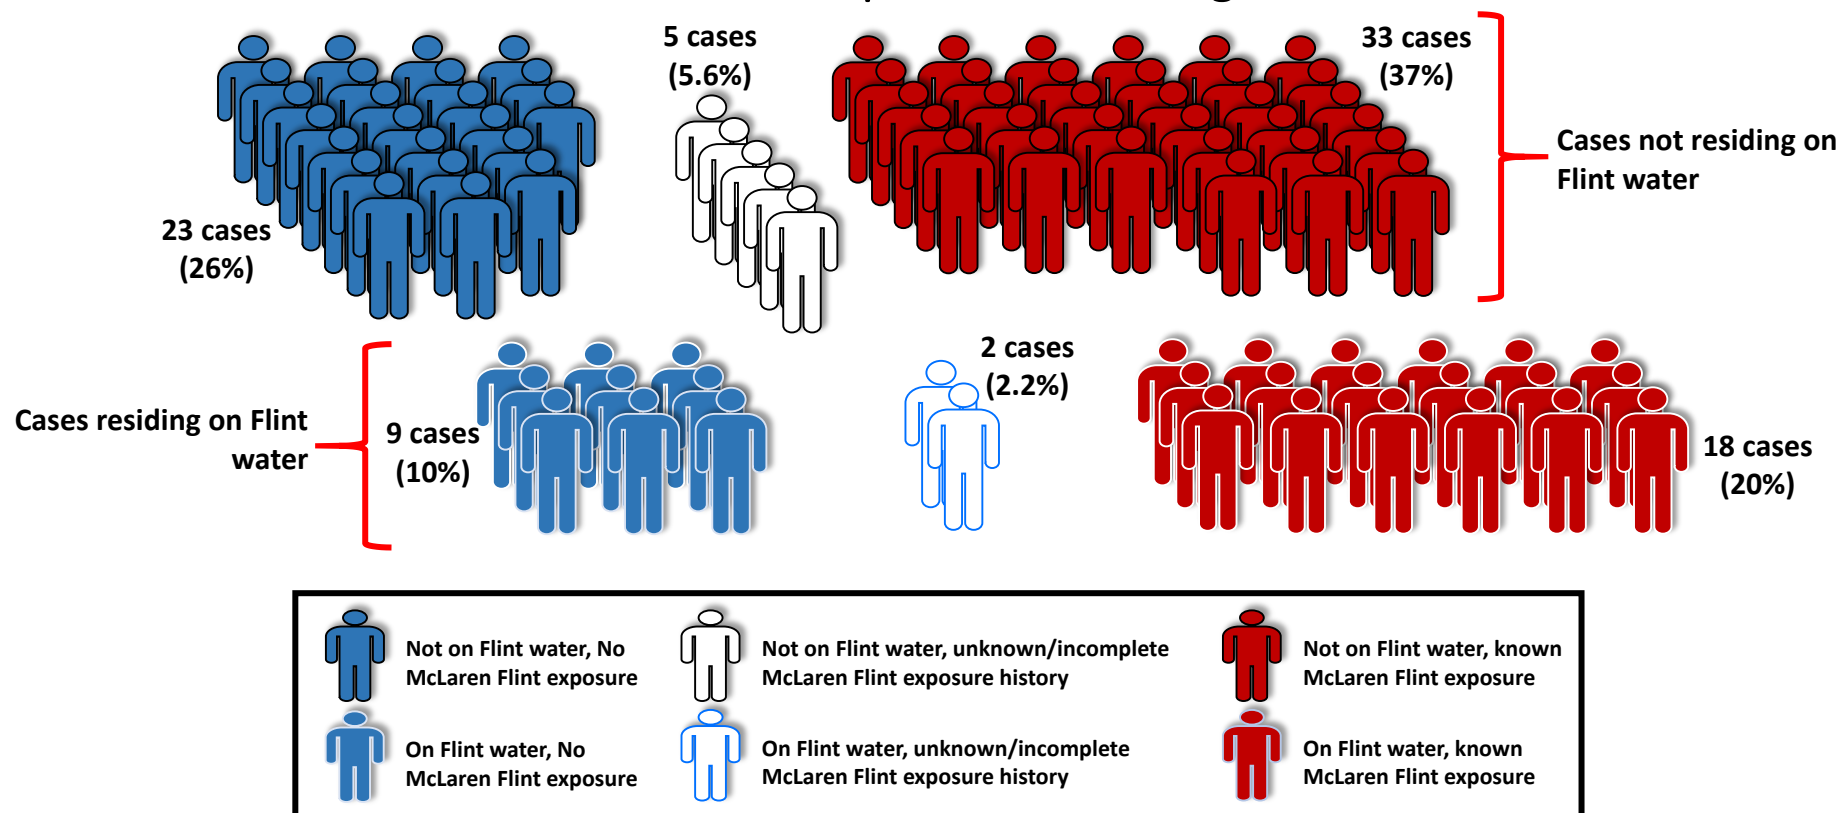 5 cases
(5.6%)
33 cases
(37%)
23 cases
(26%)
Cases not residing on
Flint water
Cases residing on Flint
water
9 cases
(10%)
2 cases
(2.2%)
18 cases
(20%)
Not on Flint water, No
McLaren Flint exposure
Not on Flint water, unknown/incomplete
McLaren Flint exposure history
Not on Flint water, known
McLaren Flint exposure
On Flint water, No
McLaren Flint exposure
On Flint water, unknown/incomplete
McLaren Flint exposure history
On Flint water, known
McLaren Flint exposure